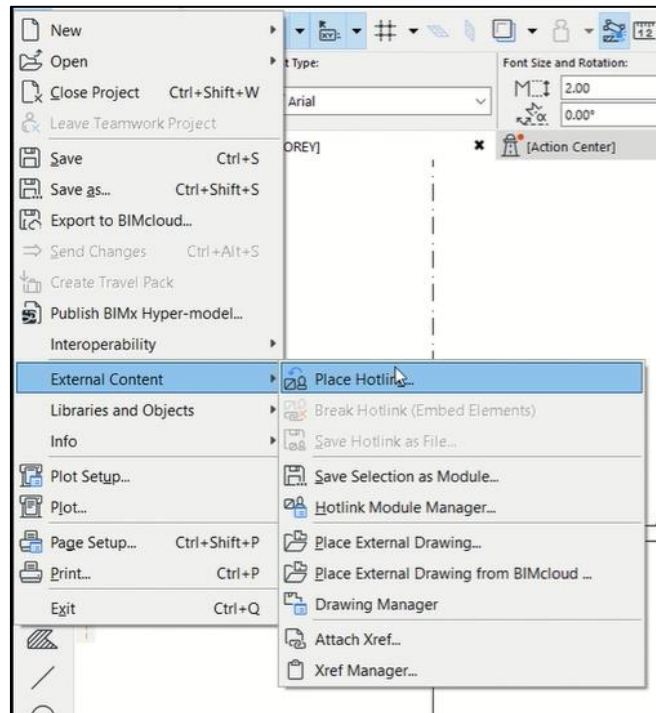 New
Open
Close Project Ctrl+Shift+W
Leave Teamwork Project
Save Ctrl+S
Save as... Ctrl+Shift+S
Export to BIMcloud...
Send Changes Ctrl+Alt+S
Create Travel Pack
Publish BIMx Hyper-model...
Interoperability
External Content
Libraries and Objects
Info
Plot Setup...
Plot...
Page Setup... Ctrl+Shift+P
Print... Ctrl+P
Exit Ctrl+Q
t Type:
Arial
OREY]
Font Size and Rotation:
2.00
0.00°
[Action Center]
Place Hotlink...
Break Hotlink (Embed Elements)
Save Hotlink as File...
Save Selection as Module...
Hotlink Module Manager...
Place External Drawing...
Place External Drawing from BIMcloud ...
Drawing Manager
Attach Xref...
Xref Manager...